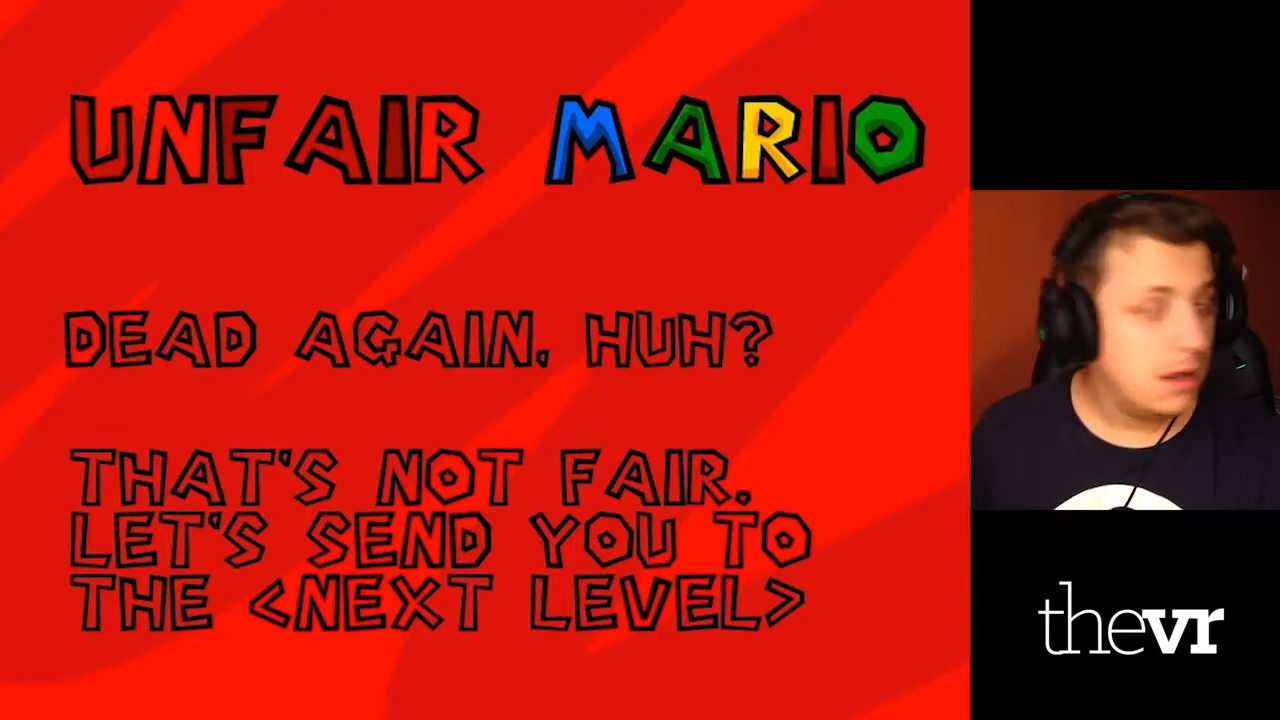 UNFAIR MARIO
DEAD AGAIN, HUH?
THAT'S NOT FAIR.
LET'S SEND YOU TO
THE <NEXT LEVEL>
thevr